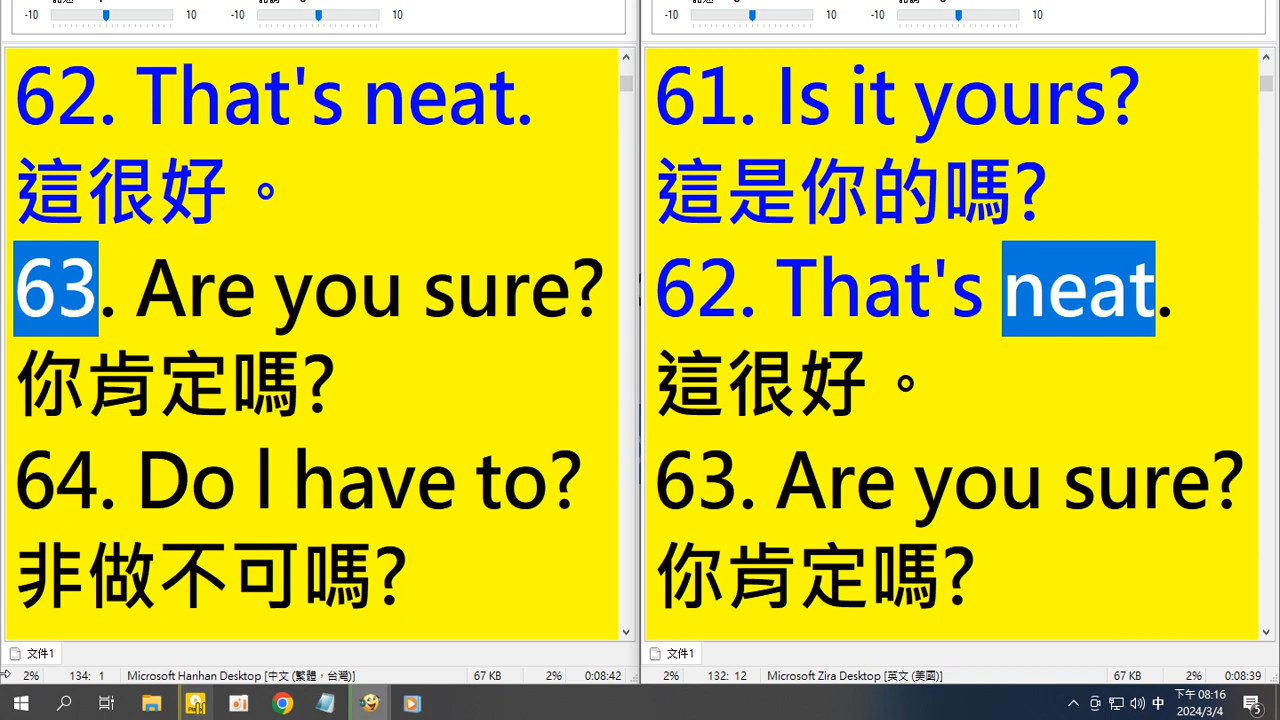 -10 10 -10 10
62. That's neat.
這很好。
63. Are you sure?
你肯定嗎?
64. Do I have to?
非做不可嗎?
文件1
2% 134: 1 Microsoft Hanhan Desktop [中文 (繁體，台灣)] 67 KB 2% 0:08:42
-10 10 -10 10
61. Is it yours?
這是你的嗎?
62. That's neat.
這很好。
63. Are you sure?
你肯定嗎?
文件1
2% 132: 12 Microsoft Zira Desktop [英文 (美國)] 67 KB 2% 0:08:39
中
下午 08:16
2024/3/4
5